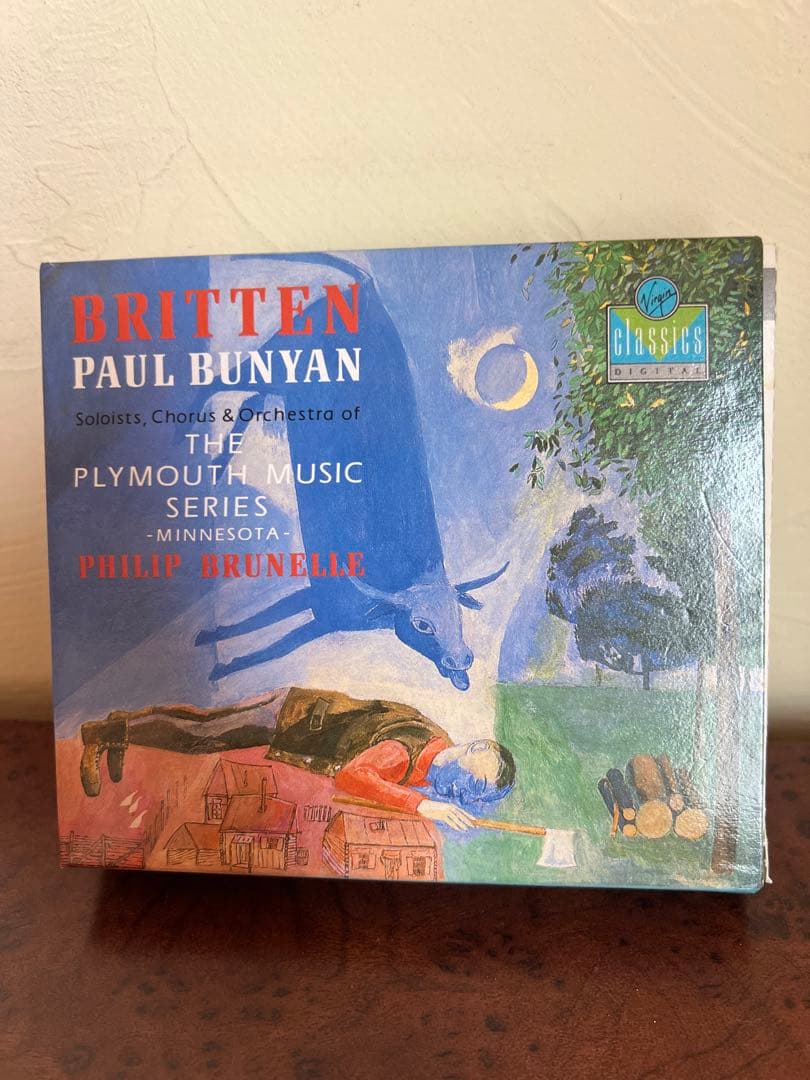 BRITTEN
PAUL BUNYAN
Soloists, Chorus & Orchestra of
THE
PLYMOUTH MUSIC
SERIES
-MINNESOTA-
PHILIP BRUNELLE
Virgin
classics
DIGITAL